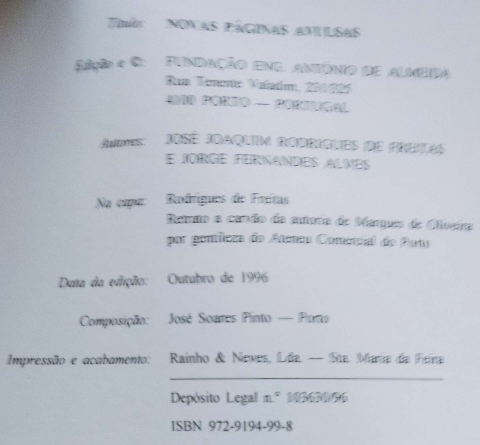 Título: NOVAS PÁGINAS AVULSAS
Edição e ©: FUNDAÇÃO ENG. ANTÓNIO DE ALMEIDA
Rua Tenente Valadim, 231/325
4100 PORTO — PORTUGAL
Autores: JOSÉ JOAQUIM RODRIGUES DE FREITAS
E JORGE FERNANDES ALVES
Na capa: Rodrigues de Freitas
Retrato a carvão da autoria de Marques de Oliveira
por gentileza do Ateneu Comercial do Porto
Data da edição: Outubro de 1996
Composição: José Soares Pinto — Porto
Impressão e acabamento: Rainho & Neves, Lda. — Sta. Maria da Feira
Depósito Legal n.º 103630/96
ISBN 972-9194-99-8